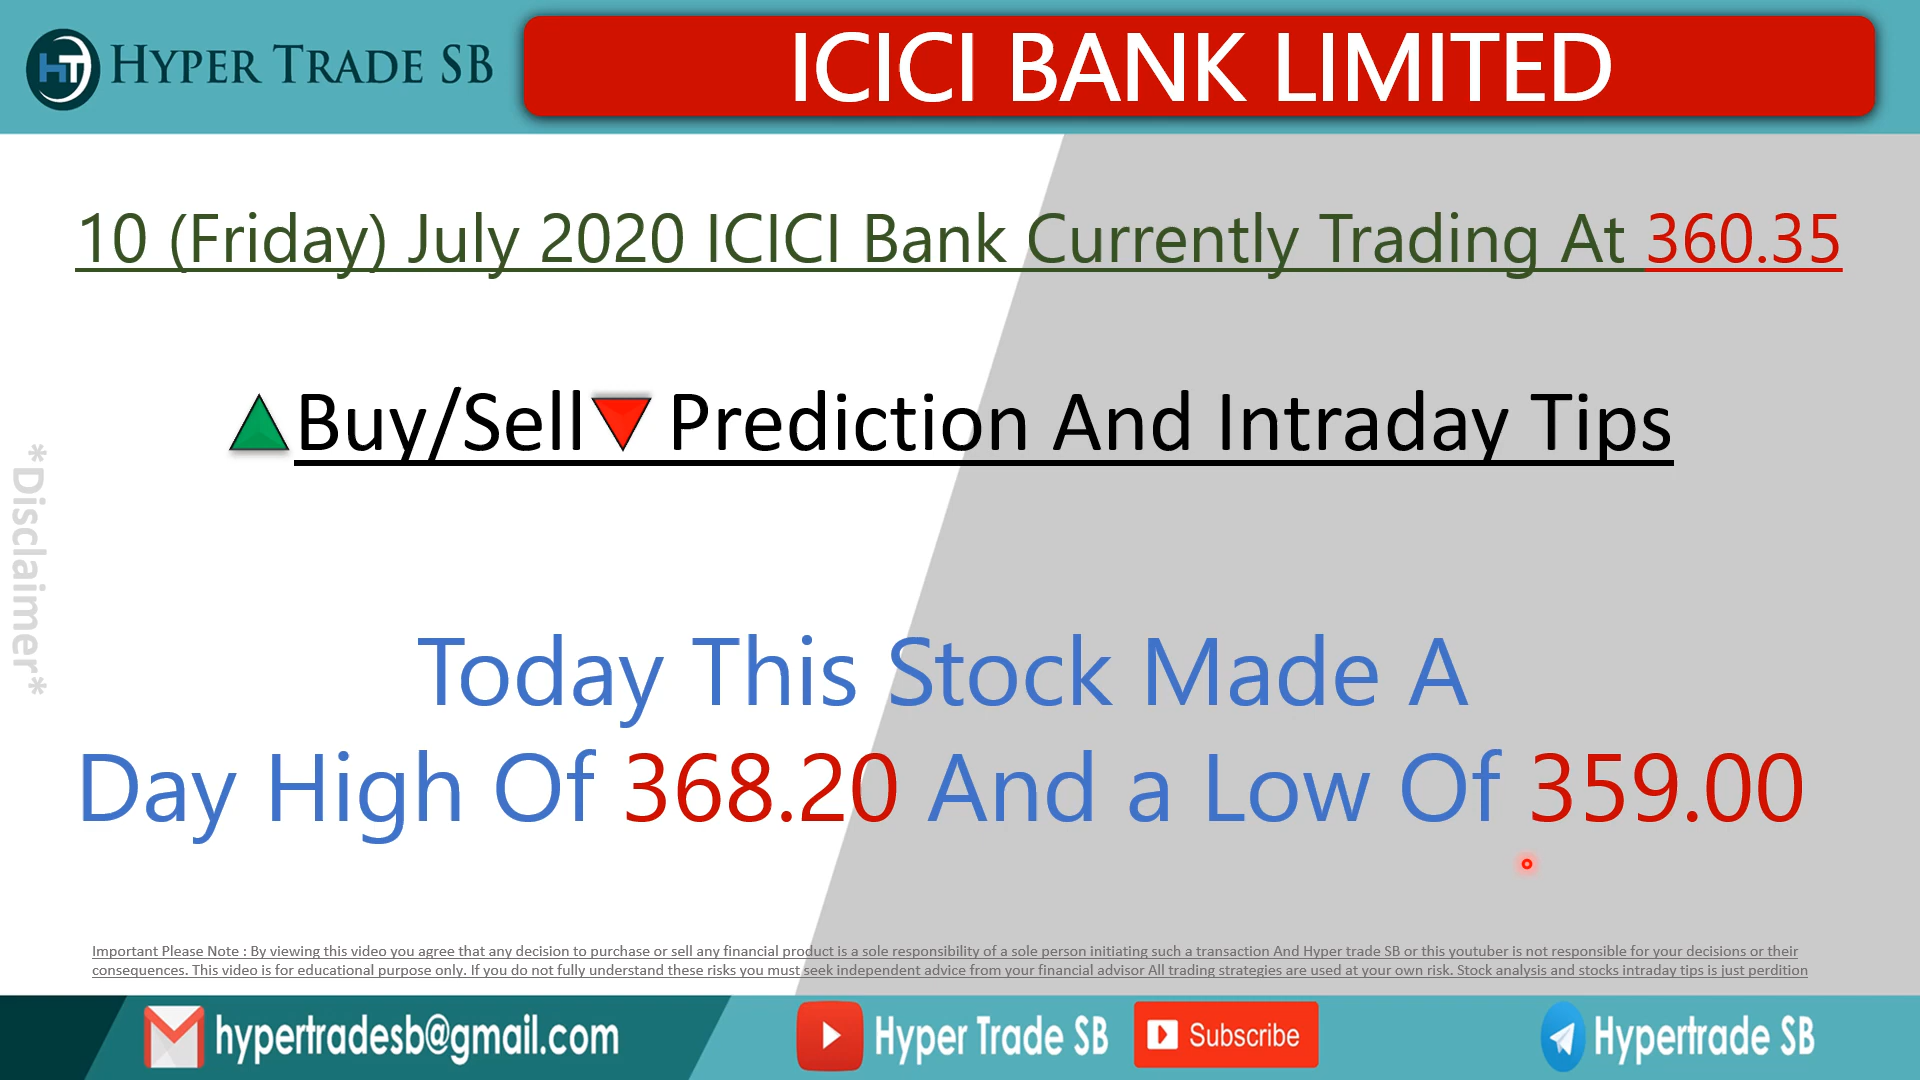 HT HYPER TRADE SB
ICICI BANK LIMITED
10 (Friday) July 2020 ICICI Bank Currently Trading At 360.35
Buy/Sell Prediction And Intraday Tips
*Disclaimer*
Today This Stock Made A
Day High Of 368.20 And a Low Of 359.00
Important Please Note : By viewing this video you agree that any decision to purchase or sell any financial product is a sole responsibility of a sole person initiating such a transaction And Hyper trade SB or this youtuber is not responsible for your decisions or their
consequences. This video is for educational purpose only. If you do not fully understand these risks you must seek independent advice from your financial advisor All trading strategies are used at your own risk. Stock analysis and stocks intraday tips is just perdition
hypertradesb@gmail.com
Hyper Trade SB
Subscribe
Hypertrade SB